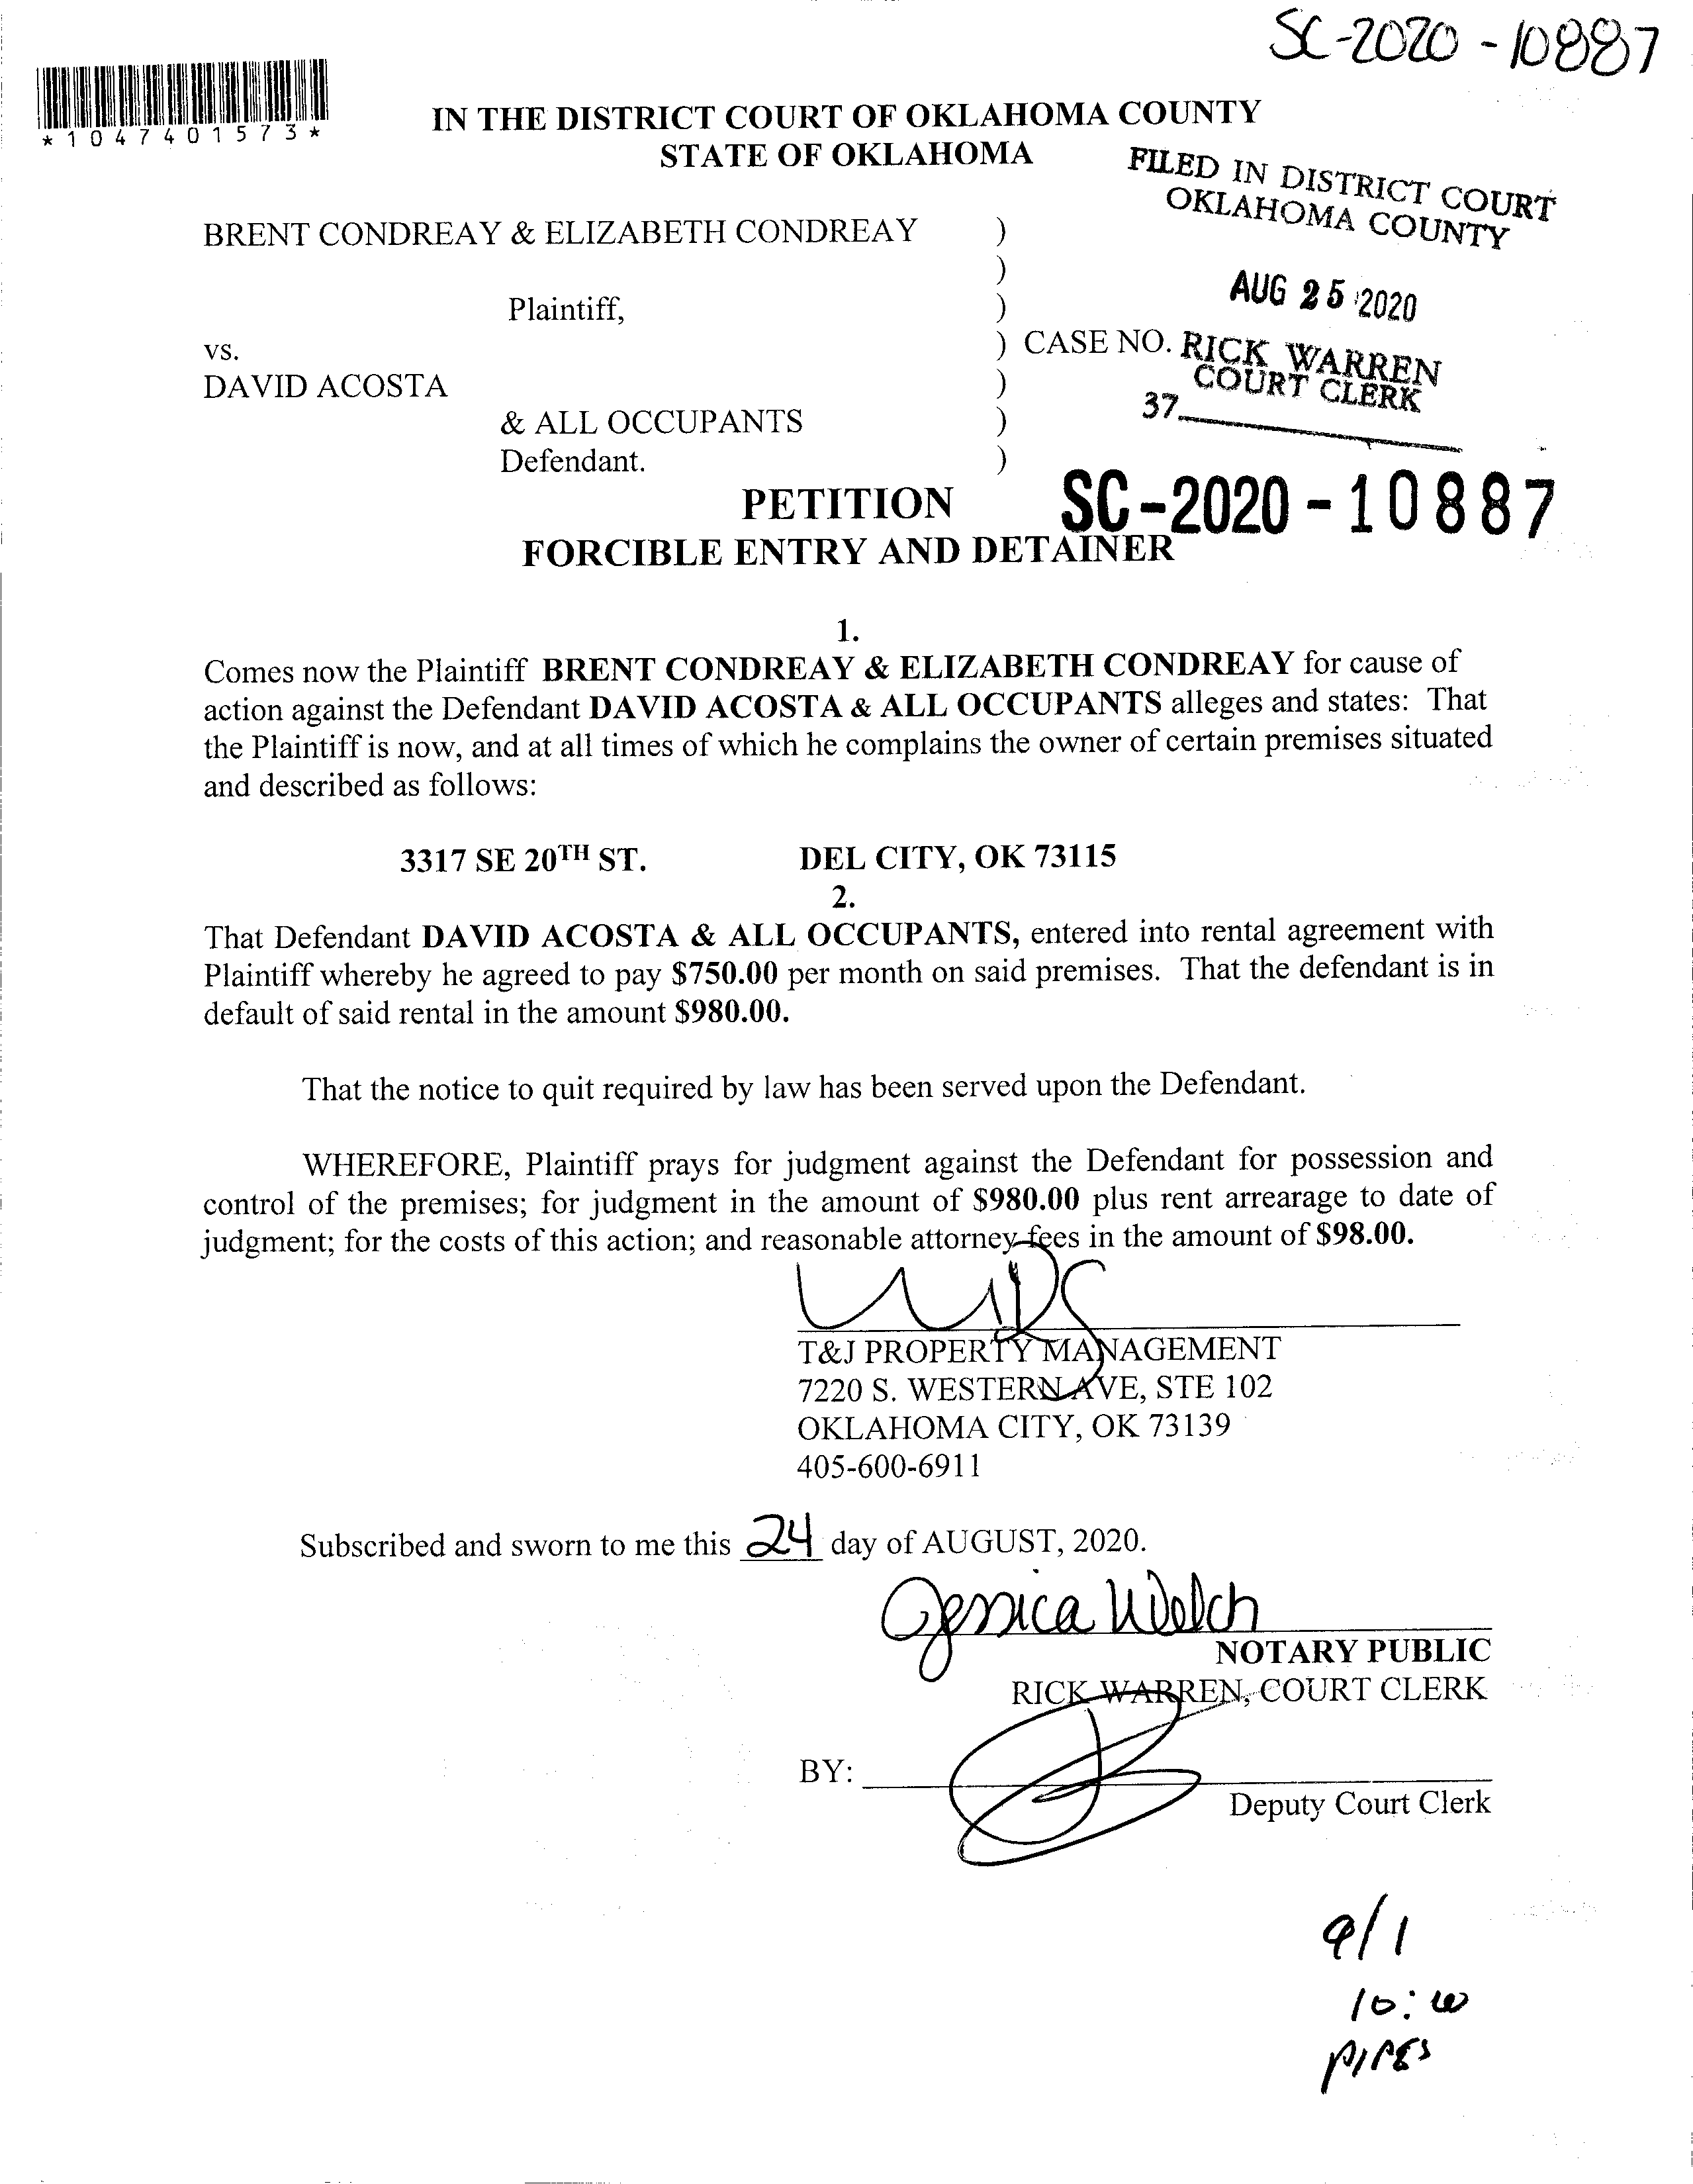 SC-2020-10887
*1047401573*
IN THE DISTRICT COURT OF OKLAHOMA COUNTY
STATE OF OKLAHOMA
FILED IN DISTRICT COURT
OKLAHOMA COUNTY
BRENT CONDREAY & ELIZABETH CONDREAY )
)
AUG 25 2020
Plaintiff, )
vs. ) CASE NO.
RICK WARREN
COURT CLERK
DAVID ACOSTA )
37
& ALL OCCUPANTS )
Defendant. )
PETITION
SC-2020-10887
FORCIBLE ENTRY AND DETAINER
1.
Comes now the Plaintiff BRENT CONDREAY & ELIZABETH CONDREAY for cause of
action against the Defendant DAVID ACOSTA & ALL OCCUPANTS alleges and states: That
the Plaintiff is now, and at all times of which he complains the owner of certain premises situated
and described as follows:
3317 SE 20TH ST. DEL CITY, OK 73115
2.
That Defendant DAVID ACOSTA & ALL OCCUPANTS, entered into rental agreement with
Plaintiff whereby he agreed to pay $750.00 per month on said premises. That the defendant is in
default of said rental in the amount $980.00.
That the notice to quit required by law has been served upon the Defendant.
WHEREFORE, Plaintiff prays for judgment against the Defendant for possession and
control of the premises; for judgment in the amount of $980.00 plus rent arrearage to date of
judgment; for the costs of this action; and reasonable attorney fees in the amount of $98.00.
T&J PROPERTY MANAGEMENT
7220 S. WESTERN AVE, STE 102
OKLAHOMA CITY, OK 73139
405-600-6911
Subscribed and sworn to me this 24 day of AUGUST, 2020.
Jessica Welch
NOTARY PUBLIC
RICK WARREN, COURT CLERK
BY:
Deputy Court Clerk
9/1
10:00
PIPES